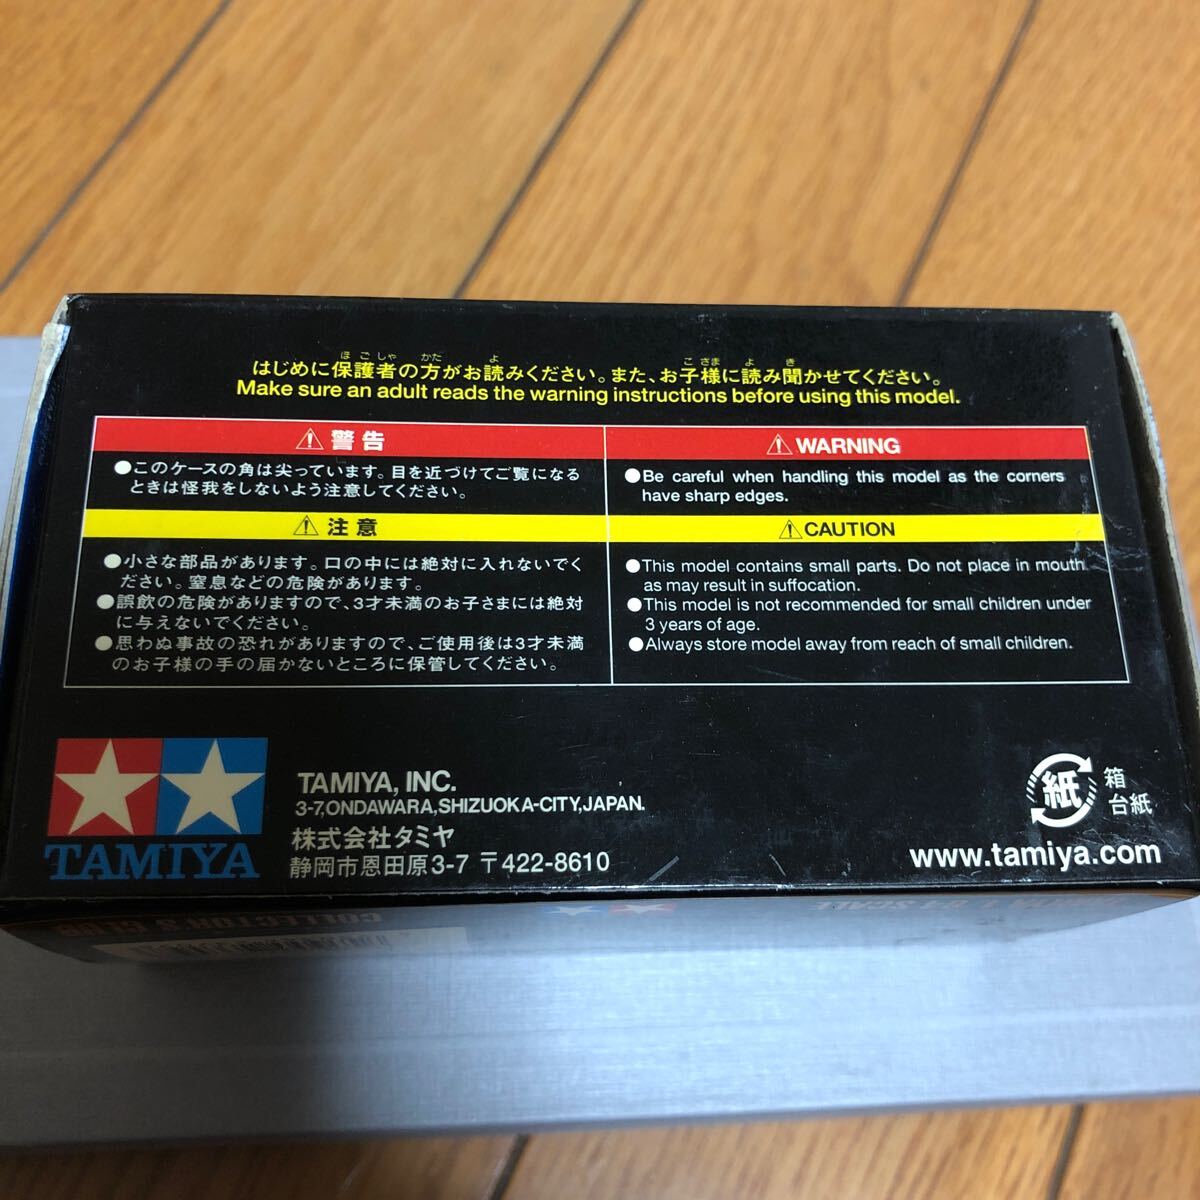 ほごしゃ かた よ こさま よ き
はじめに保護者の方がお読みください。また、お子様に読み聞かせてください。
Make sure an adult reads the warning instructions before using this model.
⚠ 警告
●このケースの角は尖っています。目を近づけてご覧になる
ときは怪我をしないよう注意してください。
⚠ WARNING
●Be careful when handling this model as the corners
have sharp edges.
⚠ 注意
●小さな部品があります。口の中には絶対に入れないでく
ださい。窒息などの危険があります。
●誤飲の危険がありますので、3才未満のお子さまには絶対
に与えないでください。
●思わぬ事故の恐れがありますので、ご使用後は3才未満
のお子様の手の届かないところに保管してください。
⚠CAUTION
●This model contains small parts. Do not place in mouth
as may result in suffocation.
●This model is not recommended for small children under
3 years of age.
●Always store model away from reach of small children.
TAMIYA
TAMIYA, INC.
3-7,ONDAWARA,SHIZUOKA-CITY,JAPAN.
株式会社タミヤ
静岡市恩田原3-7 〒422-8610
紙
箱
台紙
www.tamiya.com
COLLECTOR'S CLUB